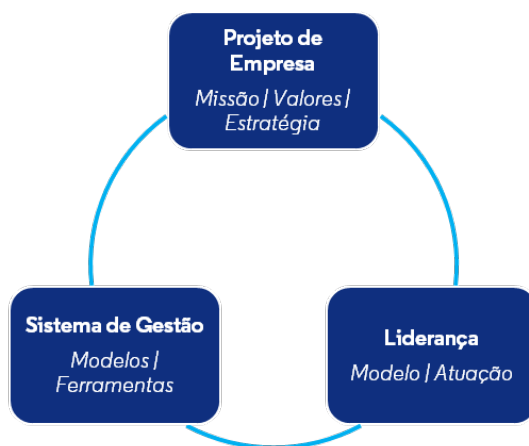 Projeto de
Empresa
Missão | Valores |
Estratégia
Sistema de Gestão
Modelos |
Ferramentas
Liderança
Modelo | Atuação